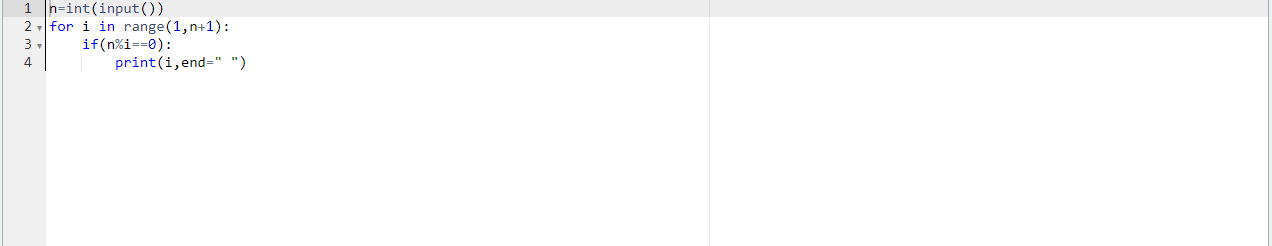 1 n=int(input())
2 for i in range(1,n+1):
3     if(n%i==0):
4         print(i,end=" ")